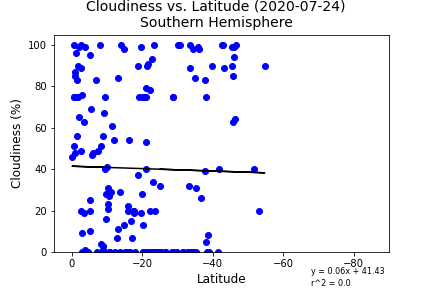 Cloudiness vs. Latitude (2020-07-24)
Southern Hemisphere
Cloudiness (%)
100
80
60
40
20
0
0 −20 −40 −60 −80
Latitude
y = 0.06x + 41.43
r^2 = 0.0